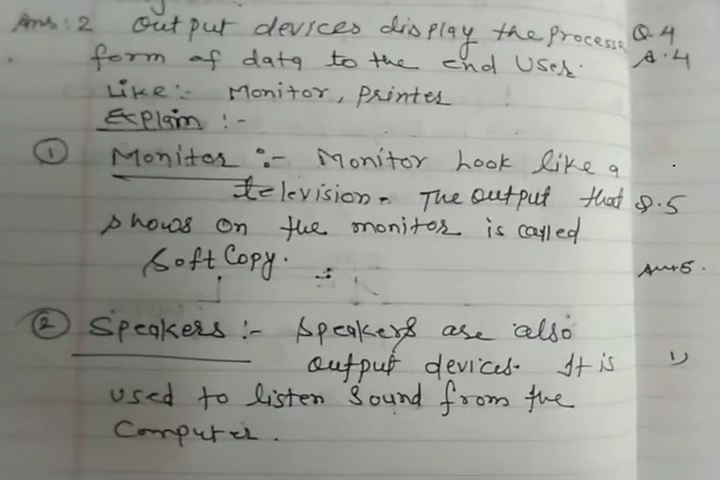 Ans: 2 Output devices display the process
form of data to the end User.
Like:- Monitor, printer
Explain :-
① Monitor :- Monitor look like a
television. The output that
shows on the monitor is called
Soft Copy.
② Speakers :- Speakers are also
output devices. It is
used to listen Sound from the
Computer.
Q.4
A.4
Q.5
Ans 5.
1)